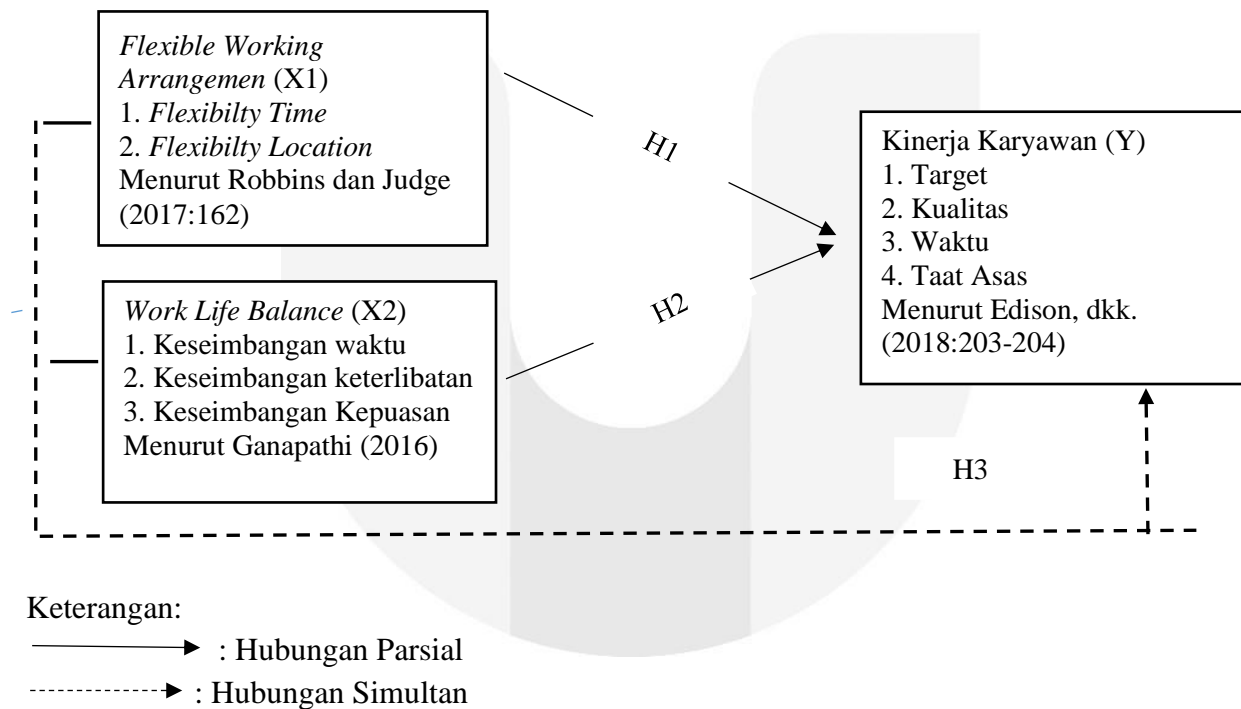 Flexible Working
Arrangemen (X1)
1. Flexibilty Time
2. Flexibilty Location
Menurut Robbins dan Judge
(2017:162)
H1
Kinerja Karyawan (Y)
1. Target
2. Kualitas
3. Waktu
4. Taat Asas
Menurut Edison, dkk.
(2018:203-204)
Work Life Balance (X2)
1. Keseimbangan waktu
2. Keseimbangan keterlibatan
3. Keseimbangan Kepuasan
Menurut Ganapathi (2016)
H2
H3
Keterangan:
: Hubungan Parsial
: Hubungan Simultan